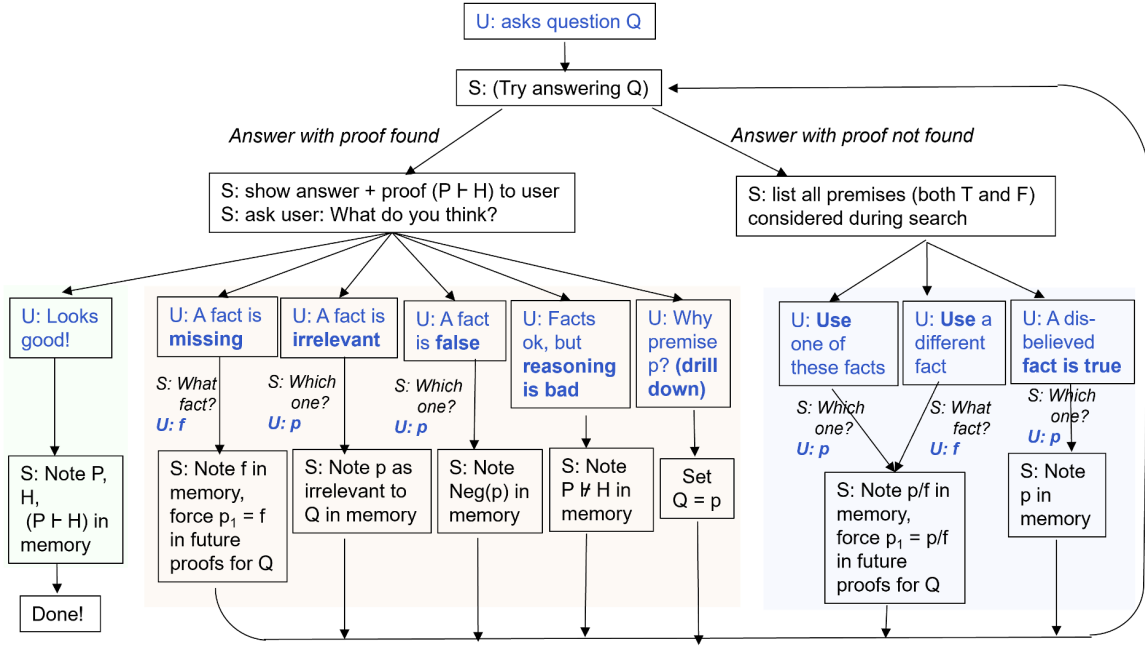 U: asks question Q
S: (Try answering Q)
Answer with proof found
Answer with proof not found
S: show answer + proof (P ⊢ H) to user
S: ask user: What do you think?
S: list all premises (both T and F)
considered during search
U: Looks
good!
U: A fact is
missing
U: A fact is
irrelevant
U: A fact
is false
U: Facts
ok, but
reasoning
is bad
U: Why
premise
p? (drill
down)
U: Use
one of
these facts
U: Use a
different
fact
U: A dis-
believed
fact is true
S: What
fact?
U: f
S: Which
one?
U: p
S: Which
one?
U: p
S: Which
one?
U: p
S: What
fact?
U: f
S: Which
one?
U: p
S: Note P,
H,
(P ⊢ H) in
memory
S: Note f in
memory,
force p₁ = f
in future
proofs for Q
S: Note p as
irrelevant to
Q in memory
S: Note
Neg(p) in
memory
S: Note
P ⊬ H in
memory
Set
Q = p
S: Note p/f in
memory,
force p₁ = p/f
in future
proofs for Q
S: Note
p in
memory
Done!